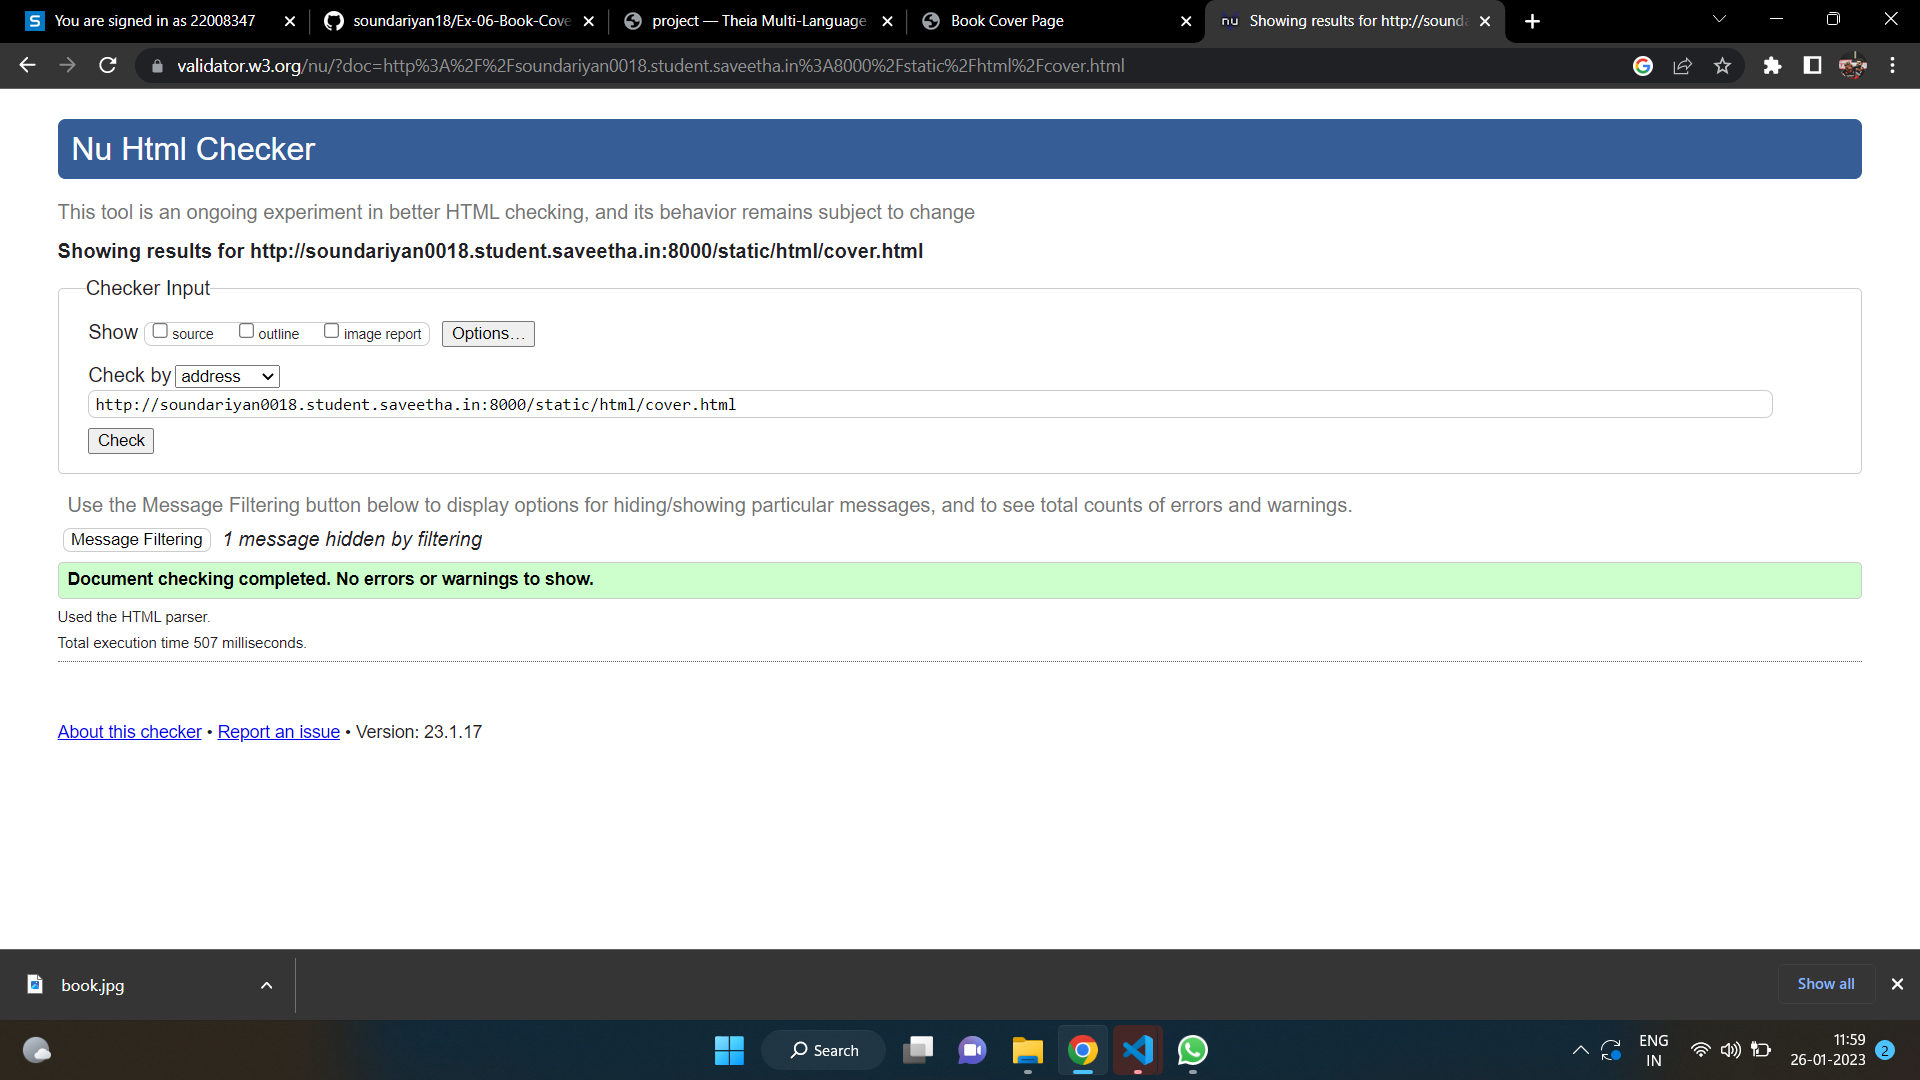 You are signed in as 22008347
soundariyan18/Ex-06-Book-Cove
project — Theia Multi-Language
Book Cover Page
nu Showing results for http://sound
validator.w3.org/nu/?doc=http%3A%2F%2Fsoundariyan0018.student.saveetha.in%3A8000%2Fstatic%2Fhtml%2Fcover.html
Nu Html Checker
This tool is an ongoing experiment in better HTML checking, and its behavior remains subject to change
Showing results for http://soundariyan0018.student.saveetha.in:8000/static/html/cover.html
Checker Input
Show source outline image report Options...
Check by address
http://soundariyan0018.student.saveetha.in:8000/static/html/cover.html
Check
Use the Message Filtering button below to display options for hiding/showing particular messages, and to see total counts of errors and warnings.
Message Filtering 1 message hidden by filtering
Document checking completed. No errors or warnings to show.
Used the HTML parser.
Total execution time 507 milliseconds.
About this checker • Report an issue • Version: 23.1.17
book.jpg
Show all
Search
ENG
IN
11:59
26-01-2023
2